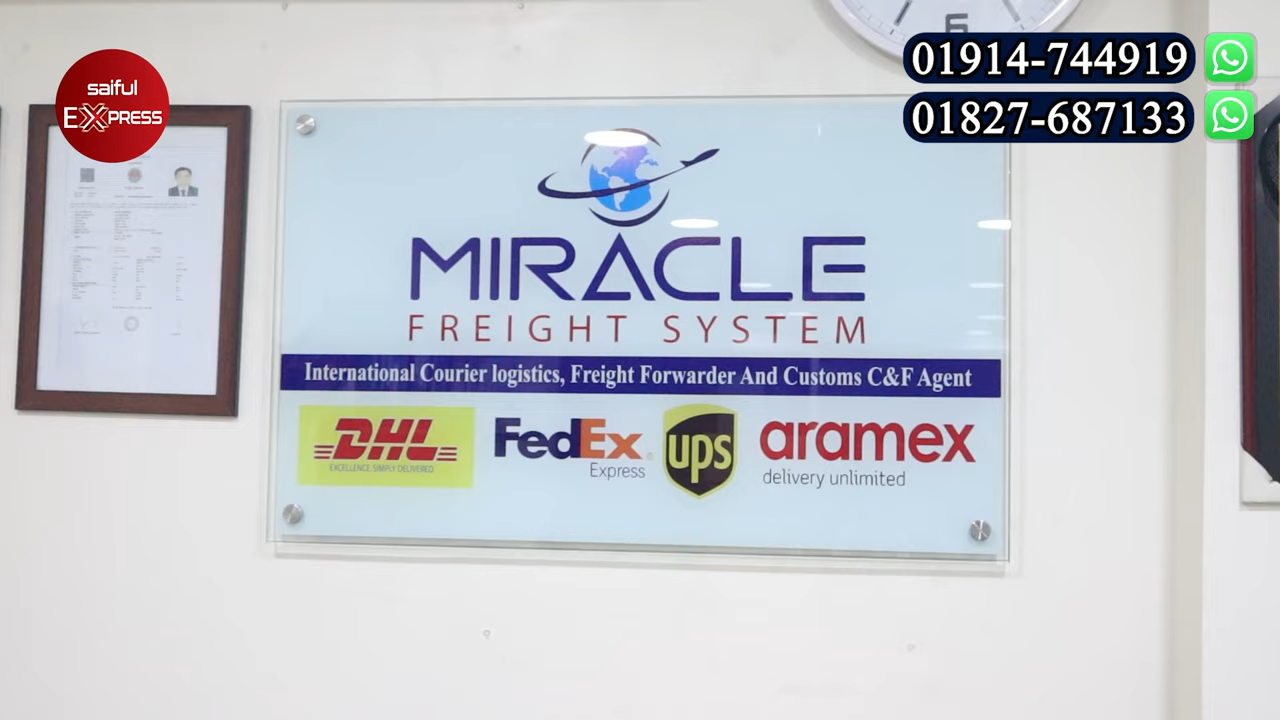 saiful
EXPRESS
01914-744919
01827-687133
6
MIRACLE
FREIGHT SYSTEM
International Courier logistics, Freight Forwarder And Customs C&F Agent
DHL
EXCELLENCE. SIMPLY DELIVERED.
FedEx®
Express
ups
aramex
delivery unlimited